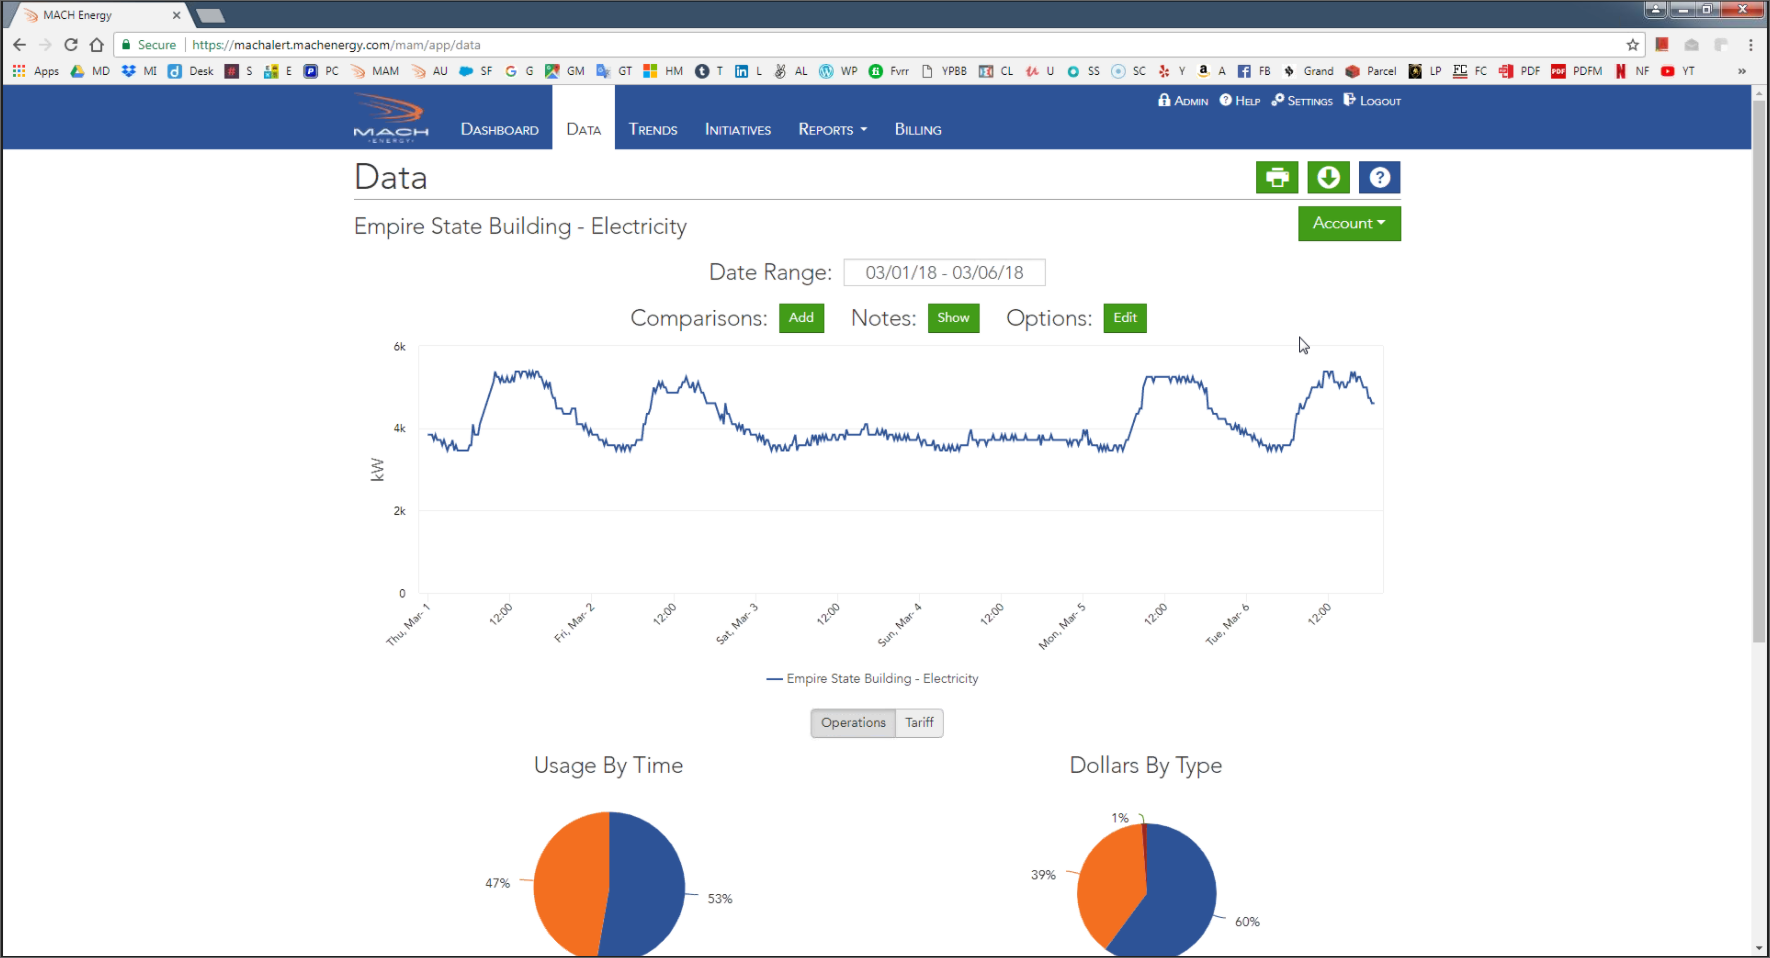 MACH Energy
Secure https://machalert.machenergy.com/mam/app/data
Apps MD MI Desk S E PC MAM AU SF G GM GT HM T L AL WP Fvrr YPBB CL U SS SC Y A FB Grand Parcel LP FC PDF PDFM NF YT »
ADMIN HELP SETTINGS LOGOUT
MACH
·ENERGY·
DASHBOARD DATA TRENDS INITIATIVES REPORTS BILLING
Data
Empire State Building - Electricity
Account
Date Range: 03/01/18 - 03/06/18
Comparisons: Add Notes: Show Options: Edit
6k
4k
kW
2k
0
Thu, Mar- 1 12:00 Fri, Mar- 2 12:00 Sat, Mar- 3 12:00 Sun, Mar- 4 12:00 Mon, Mar- 5 12:00 Tue, Mar- 6 12:00
Empire State Building - Electricity
Operations Tariff
Usage By Time Dollars By Type
1%
39%
47%
53%
60%